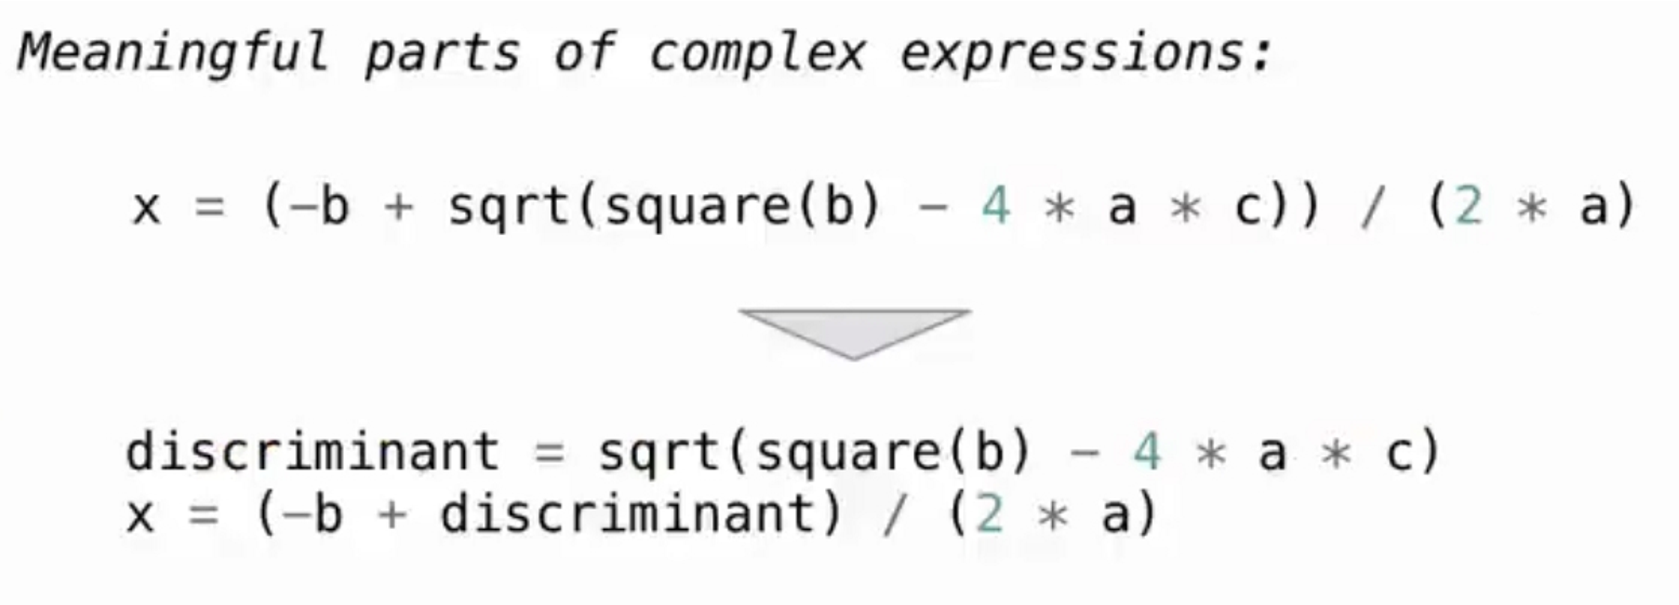 Meaningful parts of complex expressions:
x = (-b + sqrt(square(b) - 4 * a * c)) / (2 * a)
discriminant = sqrt(square(b) - 4 * a * c)
x = (-b + discriminant) / (2 * a)